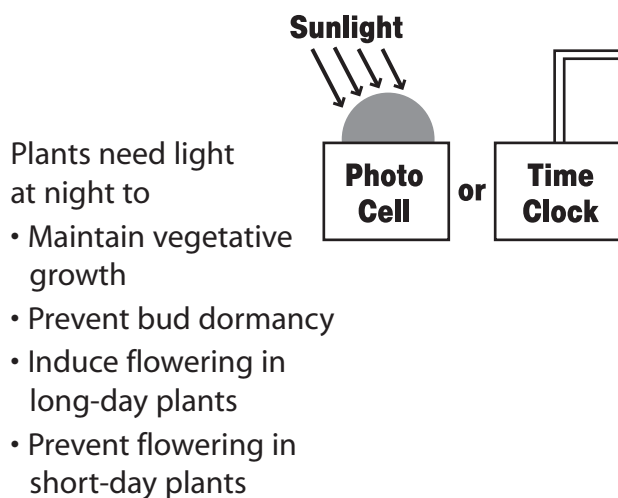 Sunlight
Photo
Cell
or
Time
Clock
Plants need light
at night to
• Maintain vegetative
growth
• Prevent bud dormancy
• Induce flowering in
long-day plants
• Prevent flowering in
short-day plants